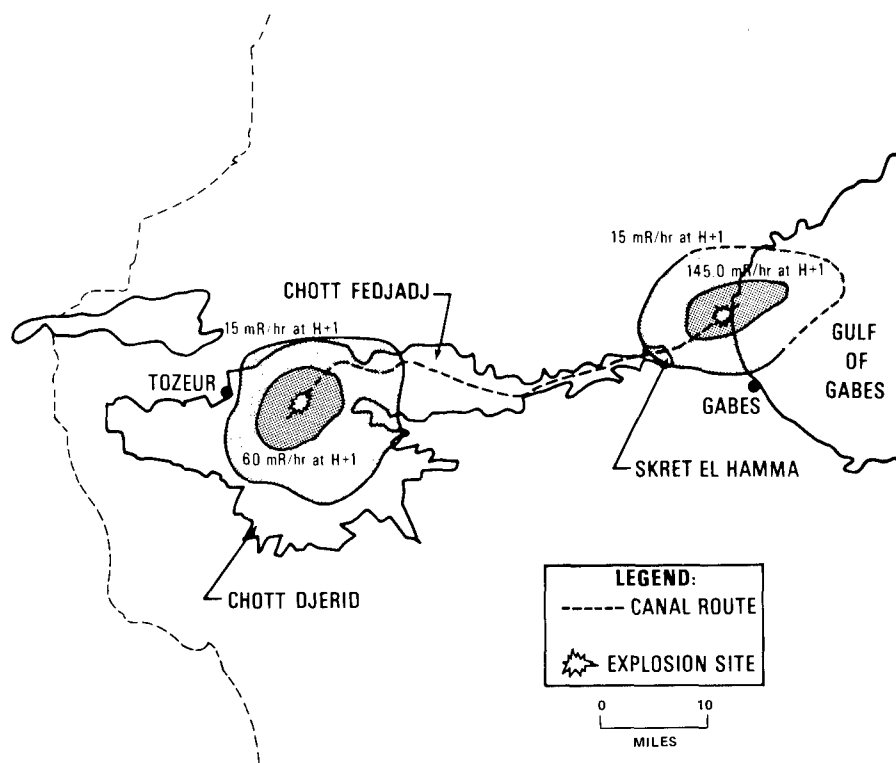 15 mR/hr at H+1
145.0 mR/hr at H+1
CHOTT FEDJADJ
15 mR/hr at H+1
GULF
OF
GABES
TOZEUR
GABES
60 mR/hr at H+1
SKRET EL HAMMA
CHOTT DJERID
LEGEND:
CANAL ROUTE
EXPLOSION SITE
0 10
MILES